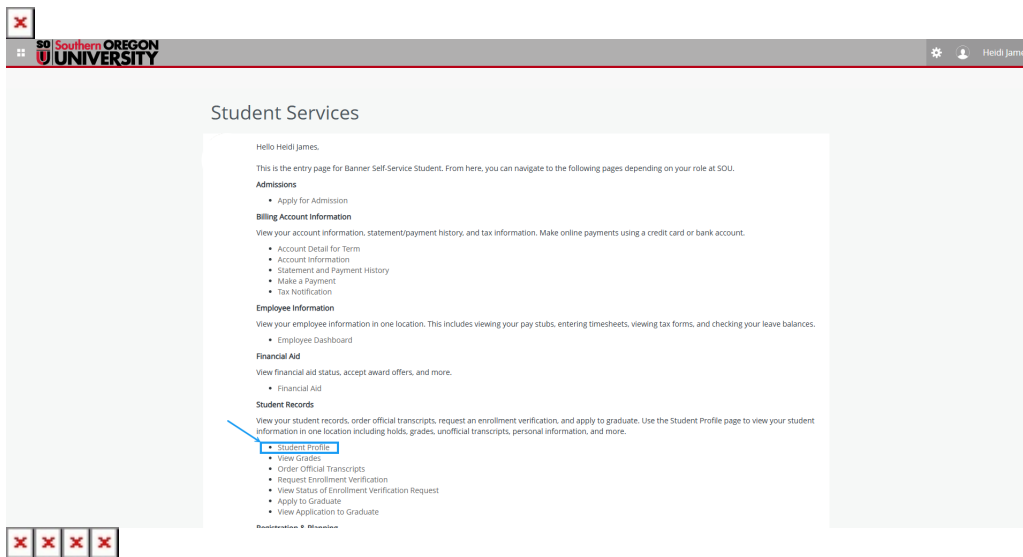 SO Southern OREGON
U UNIVERSITY
Heidi Jame
Student Services
Hello Heidi James,
This is the entry page for Banner Self-Service Student. From here, you can navigate to the following pages depending on your role at SOU.
Admissions
• Apply for Admission
Billing Account Information
View your account information, statement/payment history, and tax information. Make online payments using a credit card or bank account.
• Account Detail for Term
• Account Information
• Statement and Payment History
• Make a Payment
• Tax Notification
Employee Information
View your employee information in one location. This includes viewing your pay stubs, entering timesheets, viewing tax forms, and checking your leave balances.
• Employee Dashboard
Financial Aid
View financial aid status, accept award offers, and more.
• Financial Aid
Student Records
View your student records, order official transcripts, request an enrollment verification, and apply to graduate. Use the Student Profile page to view your student
information in one location including holds, grades, unofficial transcripts, personal information, and more.
• Student Profile
• View Grades
• Order Official Transcripts
• Request Enrollment Verification
• View Status of Enrollment Verification Request
• Apply to Graduate
• View Application to Graduate
Registration & Planning